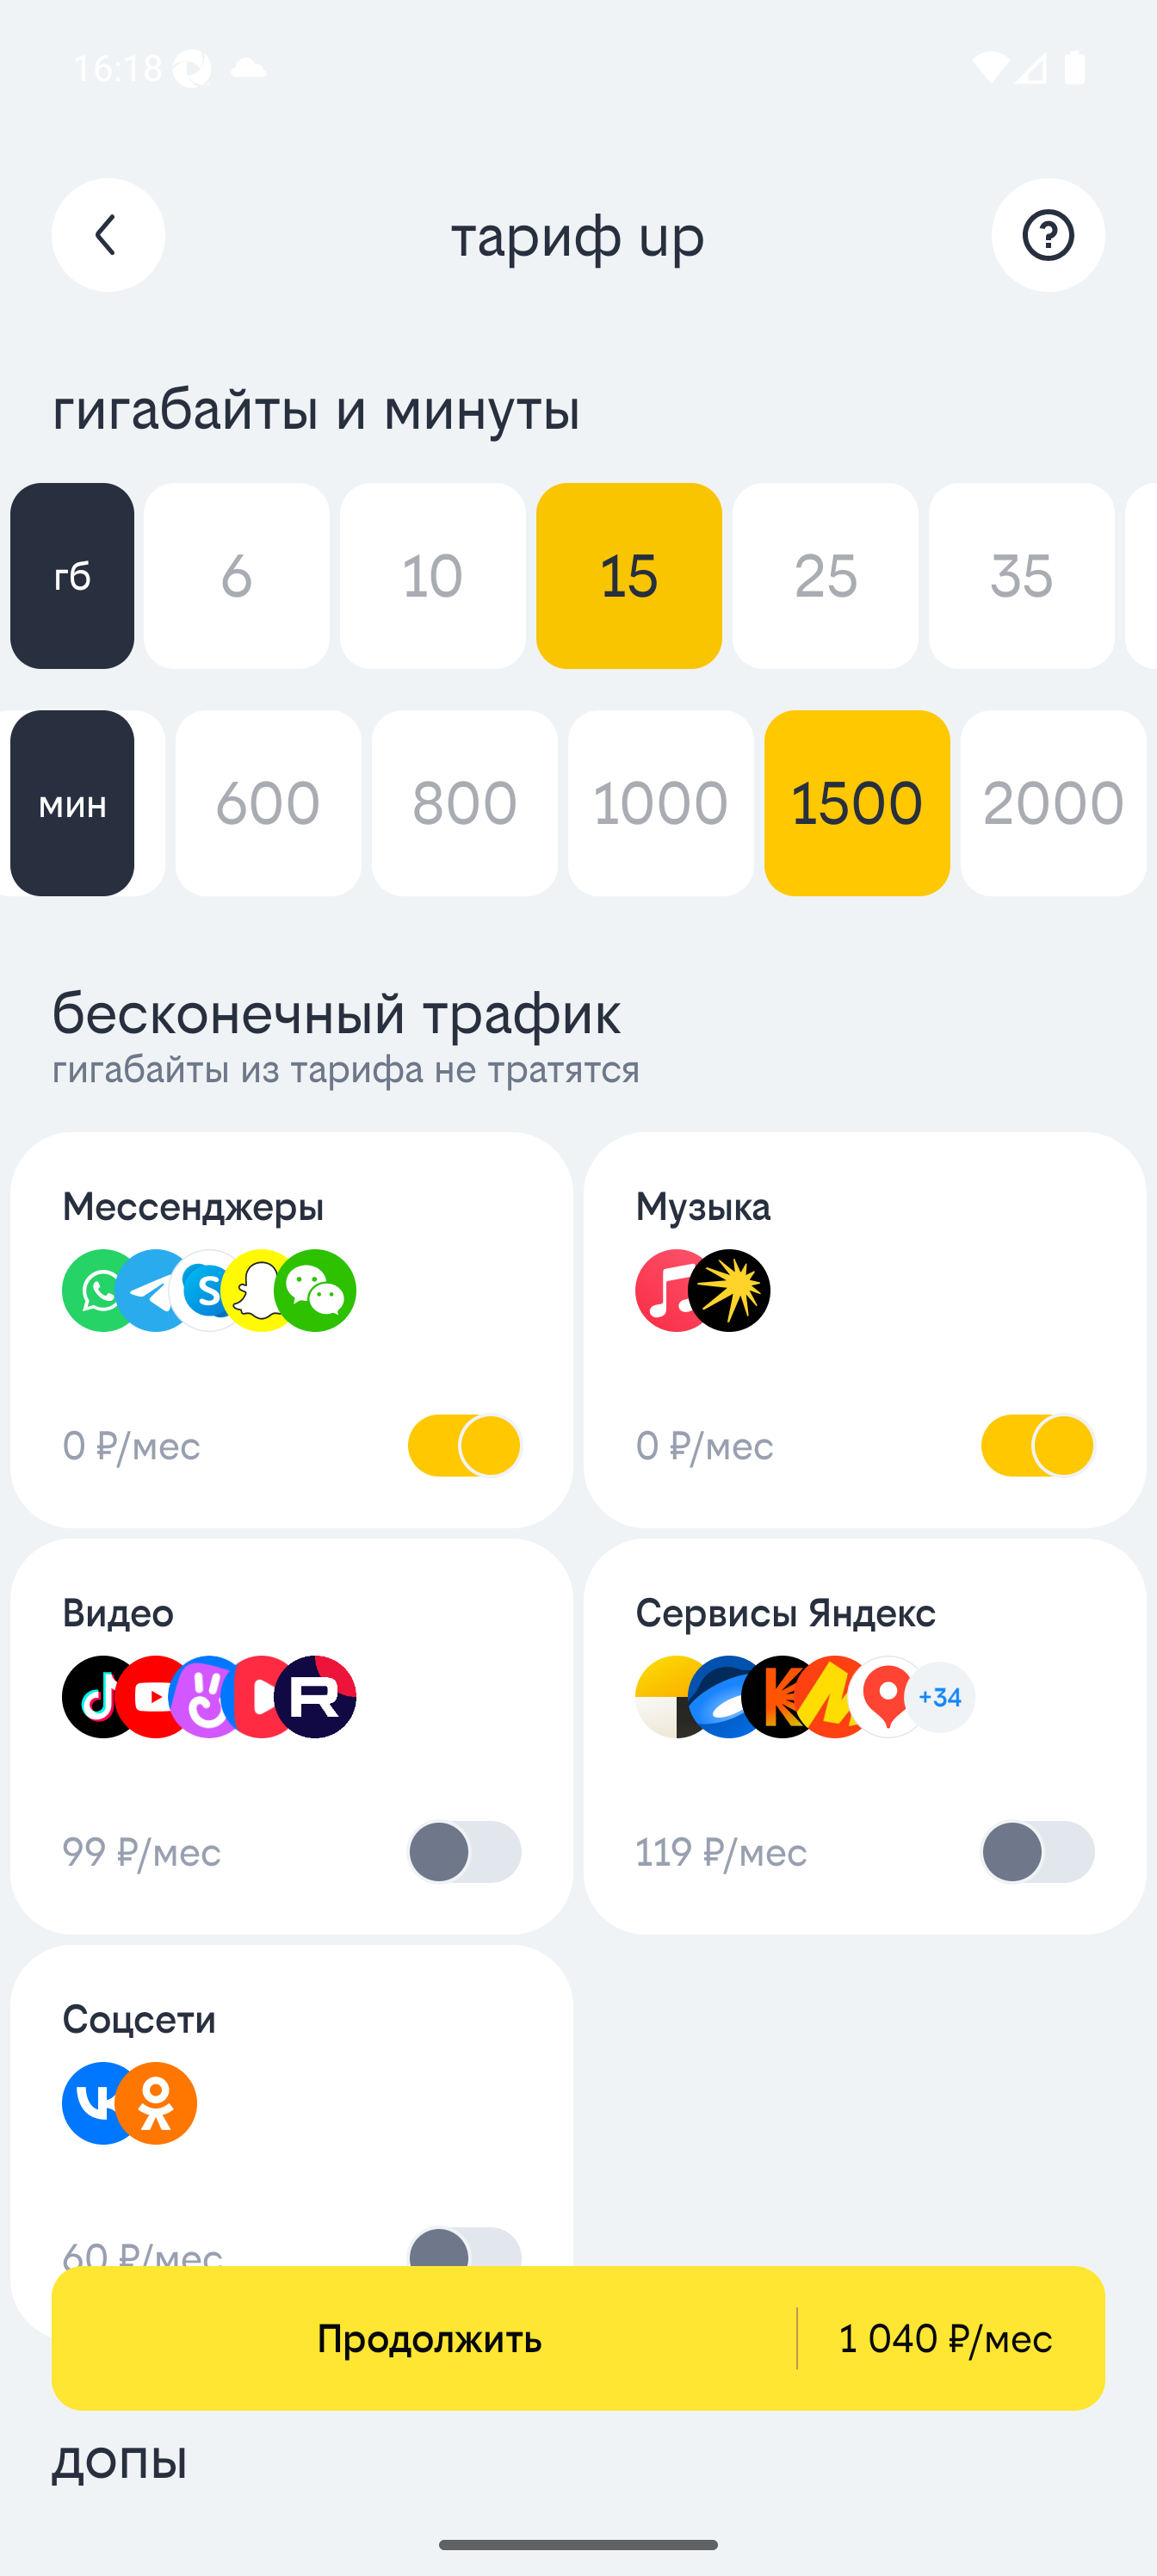 16:18
тариф up
гигабайты и минуты
гб 6 10 15 25 35
мин 600 800 1000 1500 2000
бесконечный трафик
гигабайты из тарифа не тратятся
Мессенджеры Музыка
S
0 ₽/мес 0 ₽/мес
Видео Сервисы Яндекс
R K +34
99 ₽/мес 119 ₽/мес
Соцсети
60 ₽/мес
Продолжить 1 040 ₽/мес
допы